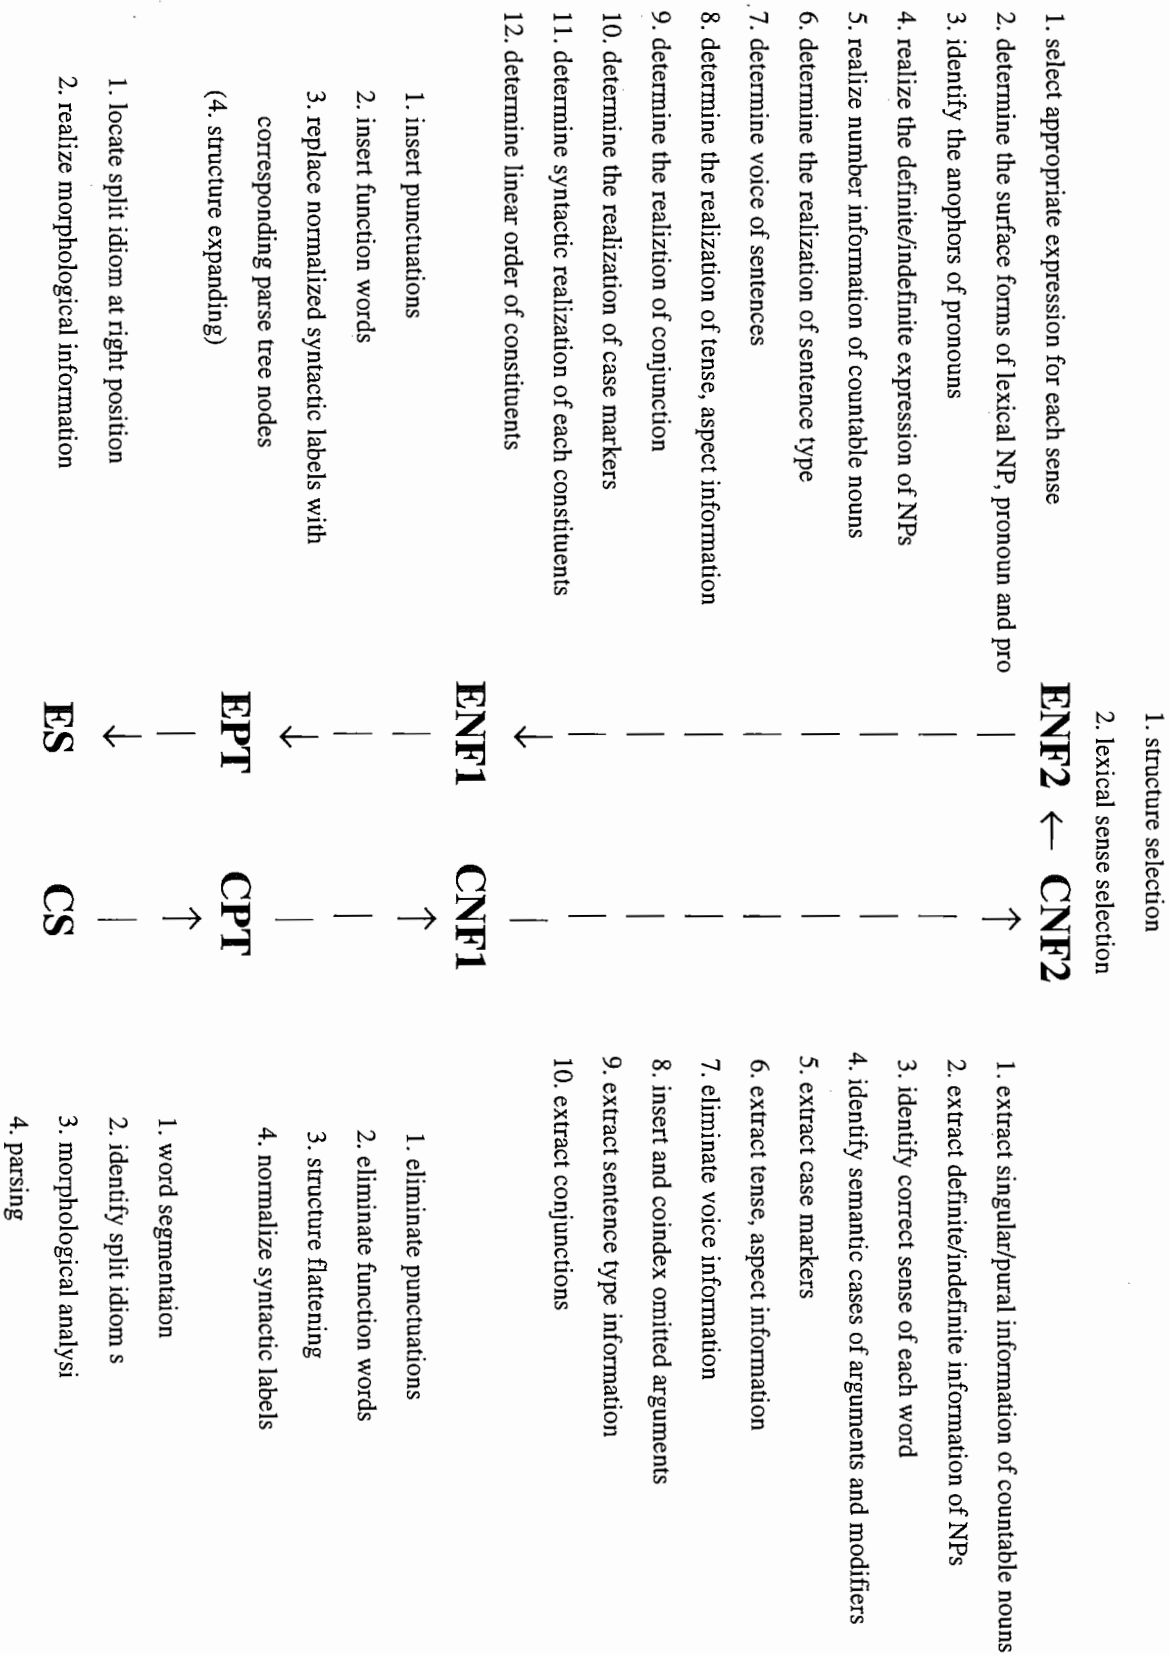 1. structure selection
2. lexical sense selection
ENF2 ← CNF2
1. select appropriate expression for each sense
2. determine the surface forms of lexical NP, pronoun and pro
3. identify the anophors of pronouns
4. realize the definite/indefinite expression of NPs
5. realize number information of countable nouns
6. determine the realization of sentence type
7. determine voice of sentences
8. determine the realization of tense, aspect information
9. determine the realiztion of conjunction
10. determine the realization of case markers
11. determine syntactic realization of each constituents
12. determine linear order of constituents
1. extract singular/pural information of countable nouns
2. extract definite/indefinite information of NPs
3. identify correct sense of each word
4. identify semantic cases of arguments and modifiers
5. extract case markers
6. extract tense, aspect information
7. eliminate voice information
8. insert and coindex omitted arguments
9. extract sentence type information
10. extract conjunctions
ENF1 CNF1
1. insert punctuations
2. insert function words
3. replace normalized syntactic labels with
corresponding parse tree nodes
(4. structure expanding)
1. eliminate punctuations
2. eliminate function words
3. structure flattening
4. normalize syntactic labels
EPT CPT
1. locate split idiom at right position
2. realize morphological information
1. word segmentaion
2. identify split idiom s
3. morphological analysi
4. parsing
ES CS